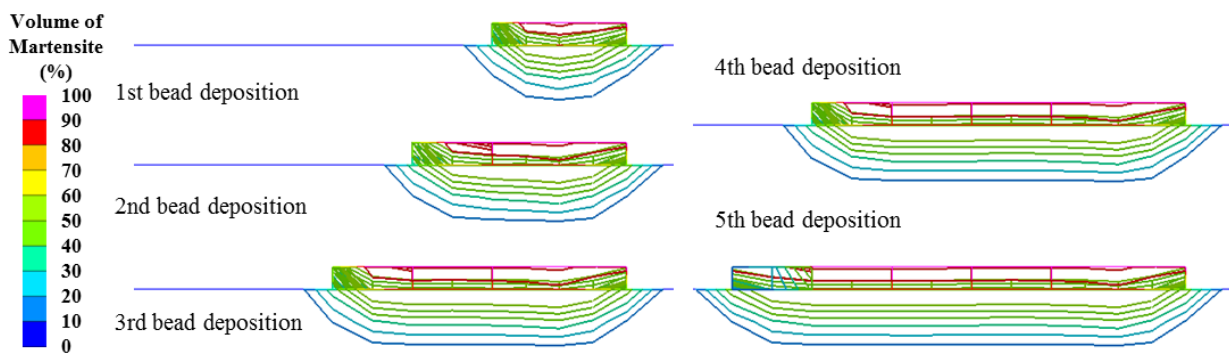 Volume of
Martensite
(%)
100
90
80
70
60
50
40
30
20
10
0
1st bead deposition
2nd bead deposition
3rd bead deposition
4th bead deposition
5th bead deposition